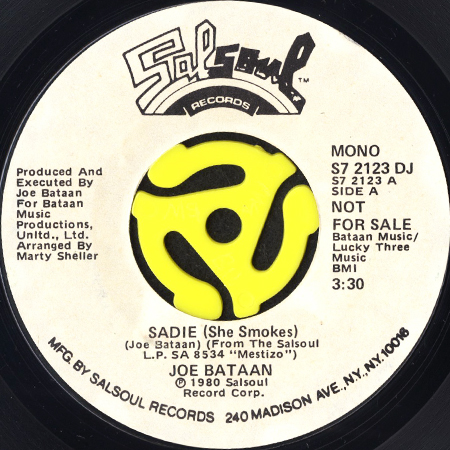 Salsoul™
RECORDS
Produced And
Executed By
Joe Bataan
For Bataan
Music
Productions,
Unltd., Ltd.
Arranged By
Marty Sheller
MONO
S7 2123 DJ
S7 2123 A
SIDE A
NOT
FOR SALE
Bataan Music/
Lucky Three
Music
BMI
3:30
SADIE (She Smokes)
(Joe Bataan) (From The Salsoul
L.P. SA 8534 "Mestizo")
JOE BATAAN
℗ 1980 Salsoul
Record Corp.
MFG. BY SALSOUL RECORDS 240 MADISON AVE., N.Y., N.Y. 10016